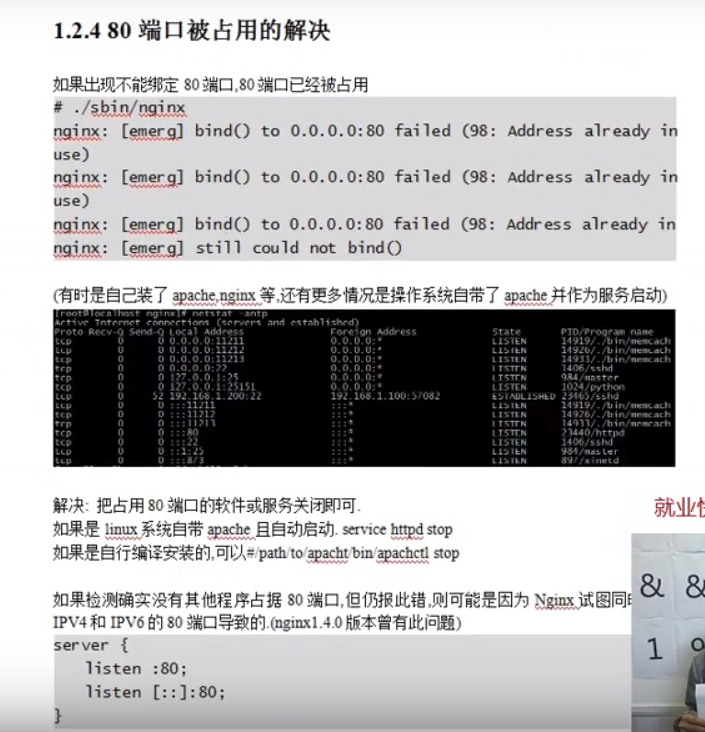 1.2.4 80 端口被占用的解决
如果出现不能绑定 80 端口,80 端口已经被占用
# ./sbin/nginx
nginx: [emerg] bind() to 0.0.0.0:80 failed (98: Address already in
use)
nginx: [emerg] bind() to 0.0.0.0:80 failed (98: Address already in
use)
nginx: [emerg] bind() to 0.0.0.0:80 failed (98: Address already in
nginx: [emerg] still could not bind()
(有时是自己装了 apache,nginx 等,还有更多情况是操作系统自带了 apache 并作为服务启动)
[root@localhost nginx]# netstat -antp
Active Internet connections (servers and established)
Proto Recv-Q Send-Q Local Address Foreign Address State PID/Program name
tcp 0 0 0.0.0.0:11211 0.0.0.0:* LISTEN 14919/./bin/memcach
tcp 0 0 0.0.0.0:11212 0.0.0.0:* LISTEN 14926/./bin/memcach
tcp 0 0 0.0.0.0:11213 0.0.0.0:* LISTEN 14933/./bin/memcach
tcp 0 0 0.0.0.0:22 0.0.0.0:* LISTEN 1406/sshd
tcp 0 0 127.0.0.1:25 0.0.0.0:* LISTEN 984/master
tcp 0 0 127.0.0.1:25151 0.0.0.0:* LISTEN 1024/python
tcp 0 52 192.168.1.200:22 192.168.1.100:57082 ESTABLISHED 23465/sshd
tcp 0 0 :::11211 :::* LISTEN 14919/./bin/memcach
tcp 0 0 :::11212 :::* LISTEN 14926/./bin/memcach
tcp 0 0 :::11213 :::* LISTEN 14933/./bin/memcach
tcp 0 0 :::80 :::* LISTEN 23440/httpd
tcp 0 0 :::22 :::* LISTEN 1406/sshd
tcp 0 0 ::1:25 :::* LISTEN 984/master
tcp 0 0 :::873 :::* LISTEN 897/xinetd
解决: 把占用 80 端口的软件或服务关闭即可.
如果是 linux 系统自带 apache 且自动启动. service httpd stop
如果是自行编译安装的,可以#/path/to/apacht/bin/apachctl stop
就业
如果检测确实没有其他程序占据 80 端口,但仍报此错,则可能是因为 Nginx 试图同
IPV4 和 IPV6 的 80 端口导致的.(nginx1.4.0 版本曾有此问题)
server {
listen :80;
listen [::]:80;
}
& &
1